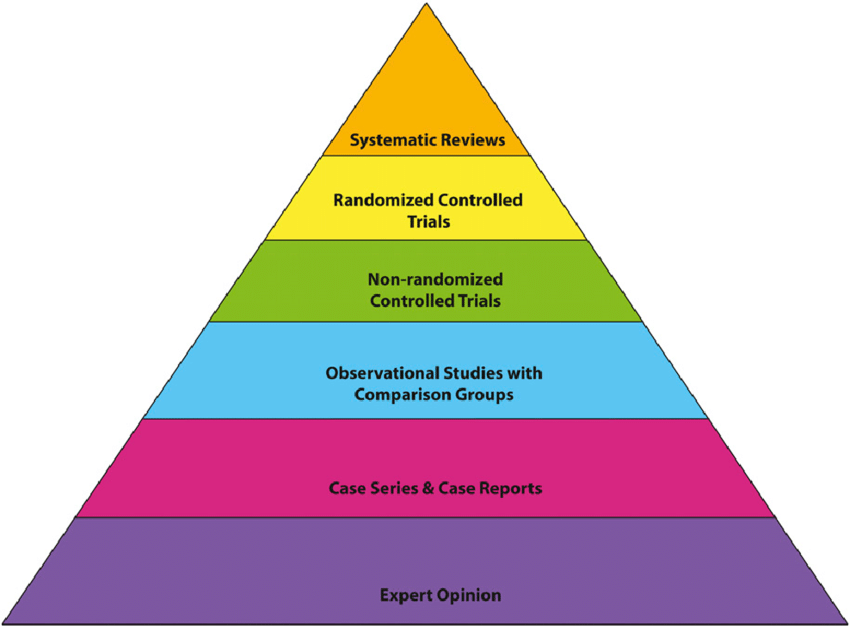 Systematic Reviews
Randomized Controlled
Trials
Non-randomized
Controlled Trials
Observational Studies with
Comparison Groups
Case Series & Case Reports
Expert Opinion